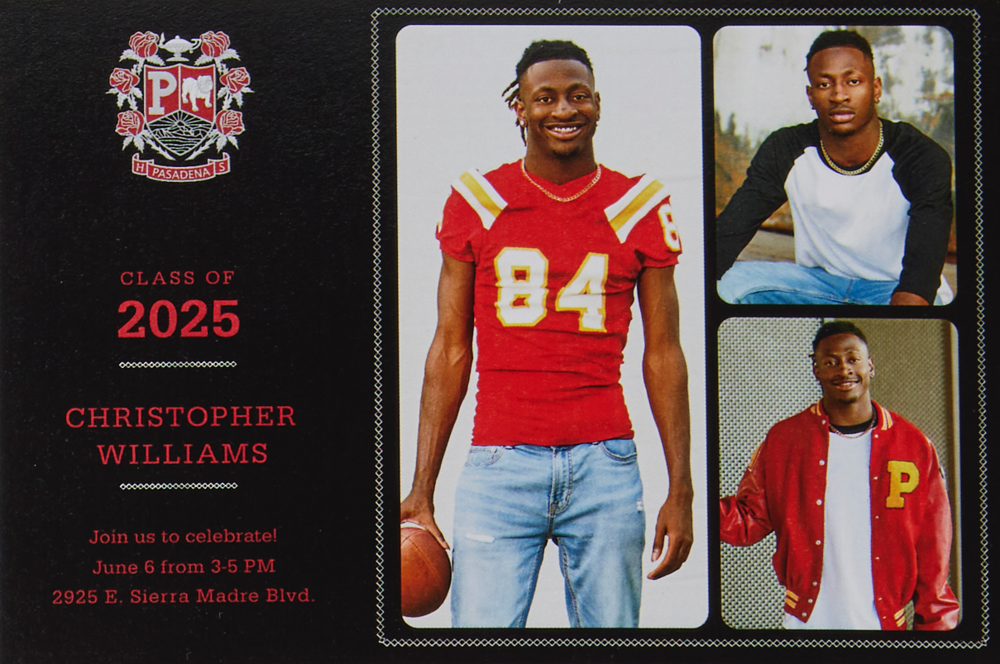 P
H PASADENA S
CLASS OF
2025
CHRISTOPHER
WILLIAMS
Join us to celebrate!
June 6 from 3-5 PM
2925 E. Sierra Madre Blvd.
84
8
P